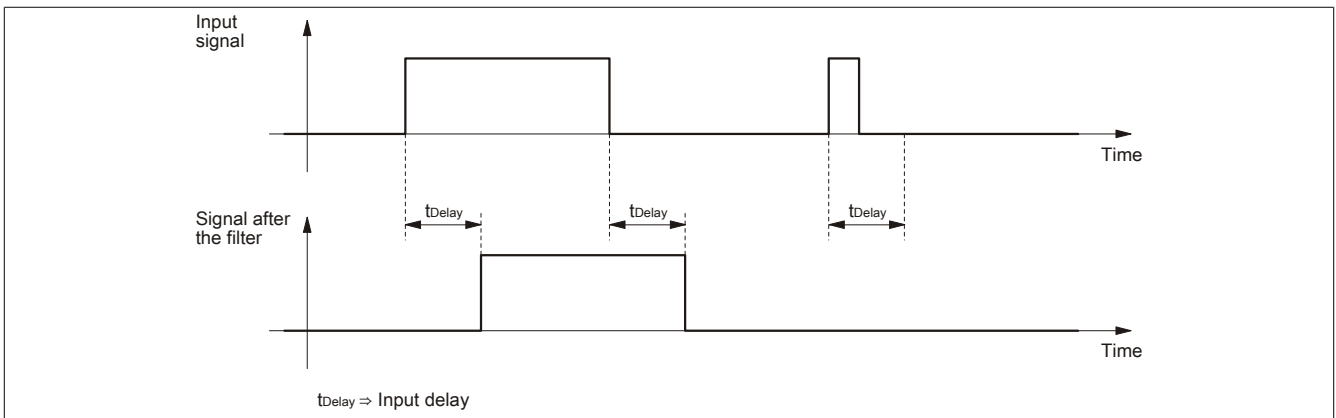 Input
signal
Time
Signal after
the filter
tDelay
tDelay
tDelay
Time
tDelay ⇒ Input delay